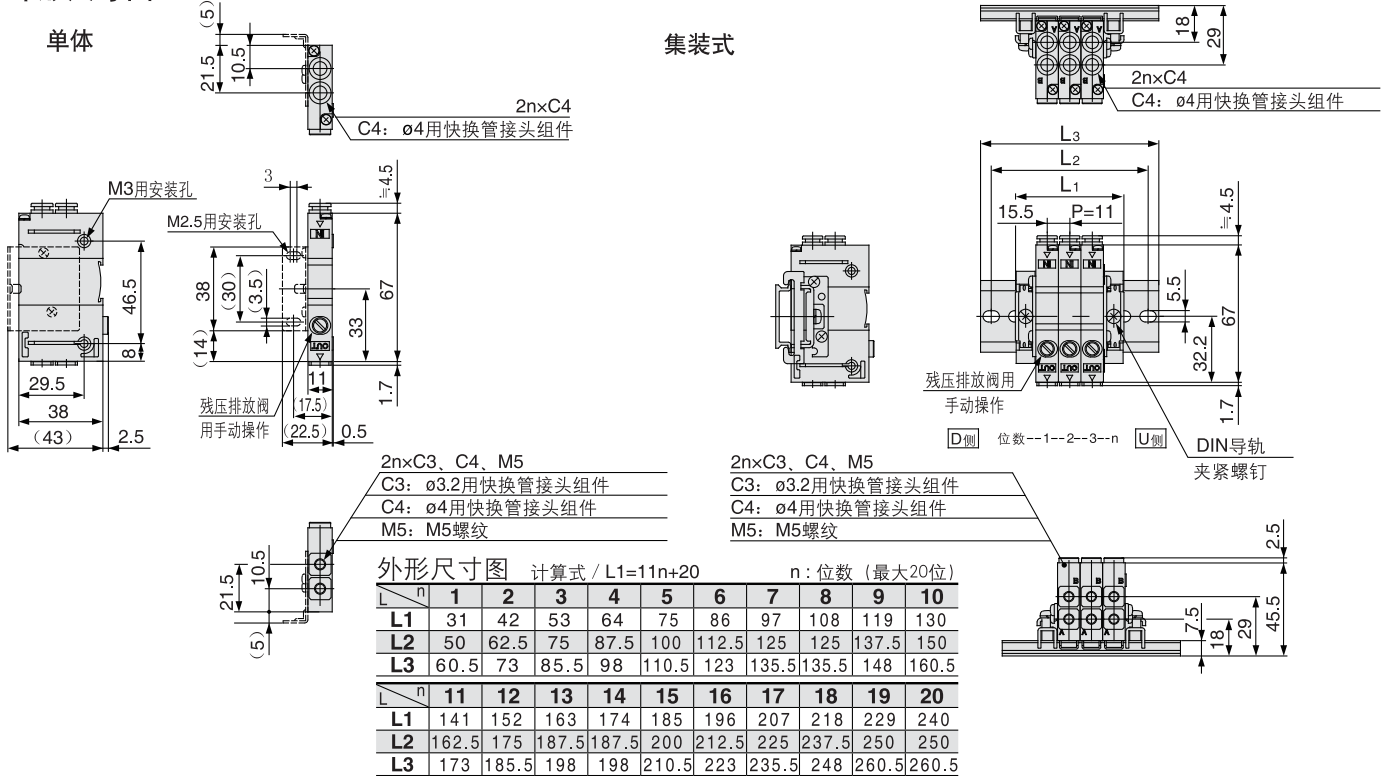 单体
(5)
21.5
10.5
2n×C4
C4：ø4用快换管接头组件
集装式
18
29
2n×C4
C4：ø4用快换管接头组件
M3用安装孔
46.5
8
29.5
38
(43)
2.5
3
M2.5用安装孔
≒4.5
IN
38
(30)
(3.5)
(14)
67
33
OUT
11
1.7
(17.5)
(22.5)
0.5
残压排放阀
用手动操作
L3
L2
L1
15.5
P=11
≒4.5
IN IN IN
5.5
67
32.2
1.7
OUT OUT OUT
残压排放阀用
手动操作
D侧 位数--1--2--3--n U侧
DIN导轨
夹紧螺钉
2n×C3、C4、M5
C3：ø3.2用快换管接头组件
C4：ø4用快换管接头组件
M5：M5螺纹
21.5
10.5
(5)
2n×C3、C4、M5
C3：ø3.2用快换管接头组件
C4：ø4用快换管接头组件
M5：M5螺纹
2.5
7.5
18
29
45.5
B B B
A A A
外形尺寸图 计算式/L1=11n+20 n：位数（最大20位）
L n 1 2 3 4 5 6 7 8 9 10
L1 31 42 53 64 75 86 97 108 119 130
L2 50 62.5 75 87.5 100 112.5 125 125 137.5 150
L3 60.5 73 85.5 98 110.5 123 135.5 135.5 148 160.5
L n 11 12 13 14 15 16 17 18 19 20
L1 141 152 163 174 185 196 207 218 229 240
L2 162.5 175 187.5 187.5 200 212.5 225 237.5 250 250
L3 173 185.5 198 198 210.5 223 235.5 248 260.5 260.5